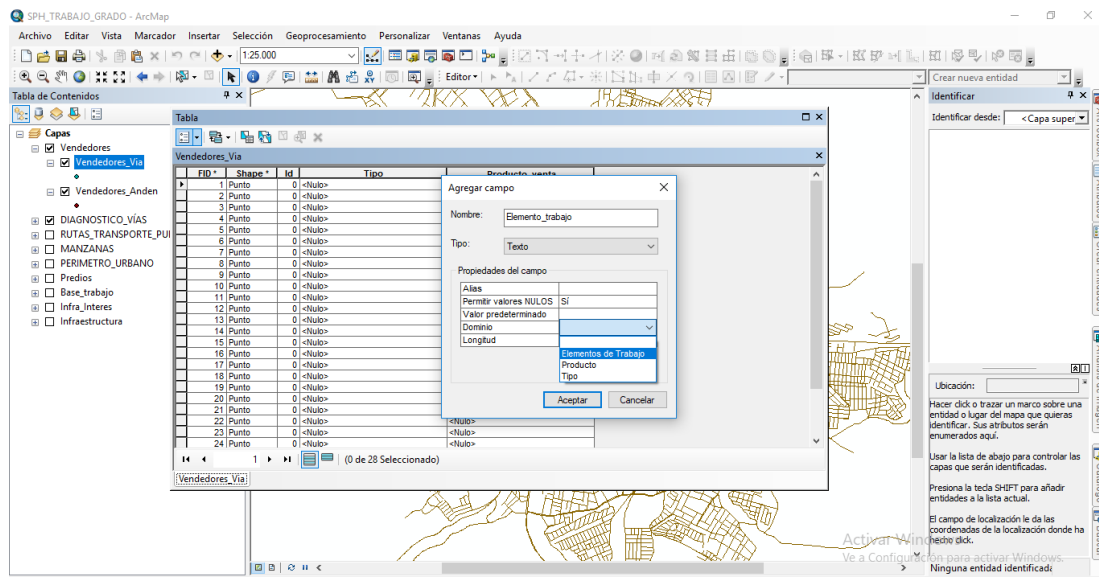 SPH_TRABAJO_GRADO - ArcMap
Archivo Editar Vista Marcador Insertar Selección Geoprocesamiento Personalizar Ventanas Ayuda
1:25.000
Editor
Crear nueva entidad
Tabla de Contenidos
Capas
Vendedores
Vendedores_Via
Vendedores_Anden
DIAGNOSTICO_VÍAS
RUTAS_TRANSPORTE_PU
MANZANAS
PERIMETRO_URBANO
Predios
Base_trabajo
Infra_Interes
Infraestructura
Tabla
Vendedores_Via
FID * Shape * Id Tipo Producto_venta
1 Punto 0 <Nulo>
2 Punto 0 <Nulo>
3 Punto 0 <Nulo>
4 Punto 0 <Nulo>
5 Punto 0 <Nulo>
6 Punto 0 <Nulo>
7 Punto 0 <Nulo>
8 Punto 0 <Nulo>
9 Punto 0 <Nulo>
10 Punto 0 <Nulo>
11 Punto 0 <Nulo>
12 Punto 0 <Nulo>
13 Punto 0 <Nulo>
14 Punto 0 <Nulo>
15 Punto 0 <Nulo>
16 Punto 0 <Nulo>
17 Punto 0 <Nulo>
18 Punto 0 <Nulo>
19 Punto 0 <Nulo>
20 Punto 0 <Nulo>
21 Punto 0 <Nulo>
22 Punto 0 <Nulo> <Nulo>
23 Punto 0 <Nulo> <Nulo>
24 Punto 0 <Nulo> <Nulo>
1 (0 de 28 Seleccionado)
Vendedores_Via
Agregar campo
Nombre: Elemento_trabajo
Tipo: Texto
Propiedades del campo
Alias
Permitir valores NULOS Sí
Valor predeterminado
Dominio
Longitud
Elementos de Trabajo
Producto
Tipo
Aceptar Cancelar
Identificar
Identificar desde: <Capa super
Ubicación:
Hacer click o trazar un marco sobre una
entidad o lugar del mapa que quieras
identificar. Sus atributos serán
enumerados aquí.
Usar la lista de abajo para controlar las
capas que serán identificadas.
Presiona la tecla SHIFT para añadir
entidades a la lista actual.
El campo de localización le da las
coordenadas de la localización donde ha
hecho click.
Activar Windows
Ve a Configuración para activar Windows.
Ninguna entidad identificada